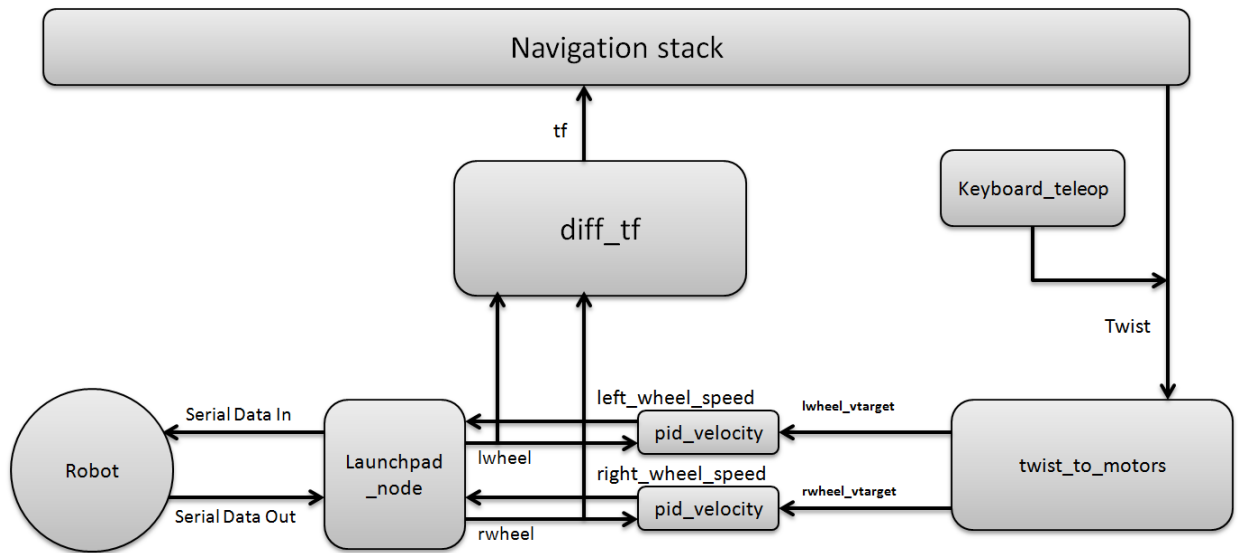 Navigation stack
tf
Keyboard_teleop
diff_tf
Twist
left_wheel_speed
lwheel_vtarget
Serial Data In
pid_velocity
lwheel
Launchpad
_node
Robot
twist_to_motors
right_wheel_speed
rwheel_vtarget
Serial Data Out
pid_velocity
rwheel